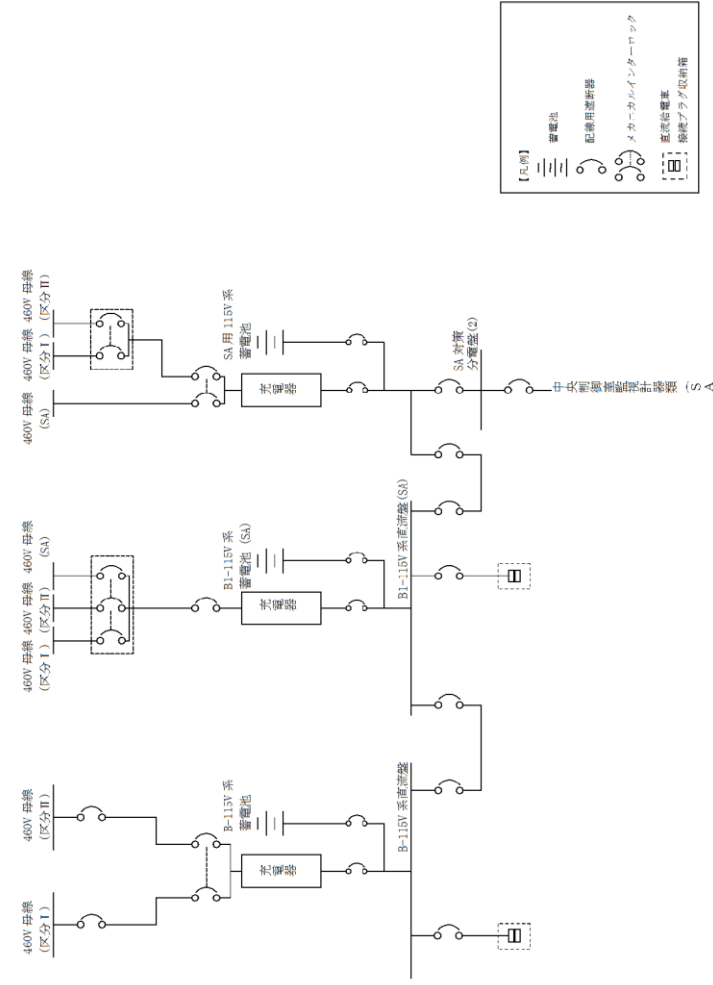 460V 母線
(区分Ⅰ)
460V 母線
(区分Ⅱ)
B-115V 系
蓄電池
充電器
B-115V 系直流盤
460V 母線
(区分Ⅰ)
460V 母線
(区分Ⅱ)
460V 母線
(SA)
B1-115V 系
蓄電池 (SA)
充電器
B1-115V 系直流盤(SA)
460V 母線
(SA)
460V 母線
(区分Ⅰ)
460V 母線
(区分Ⅱ)
SA 用 115V 系
蓄電池
充電器
SA 対策
分電盤(2)
中央制御室監視計器類(SA
【凡例】
蓄電池
配線用遮断器
メカニカルインターロック
直流給電車
接続プラグ収納箱